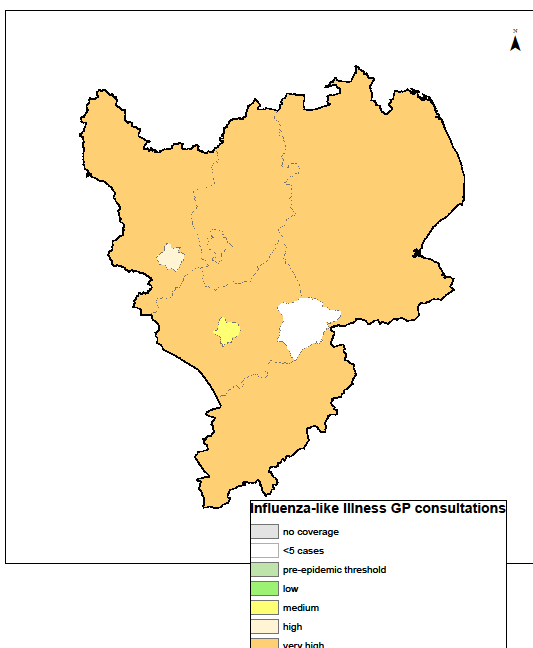 N
Influenza-like Illness GP consultations
no coverage
<5 cases
pre-epidemic threshold
low
medium
high
very high